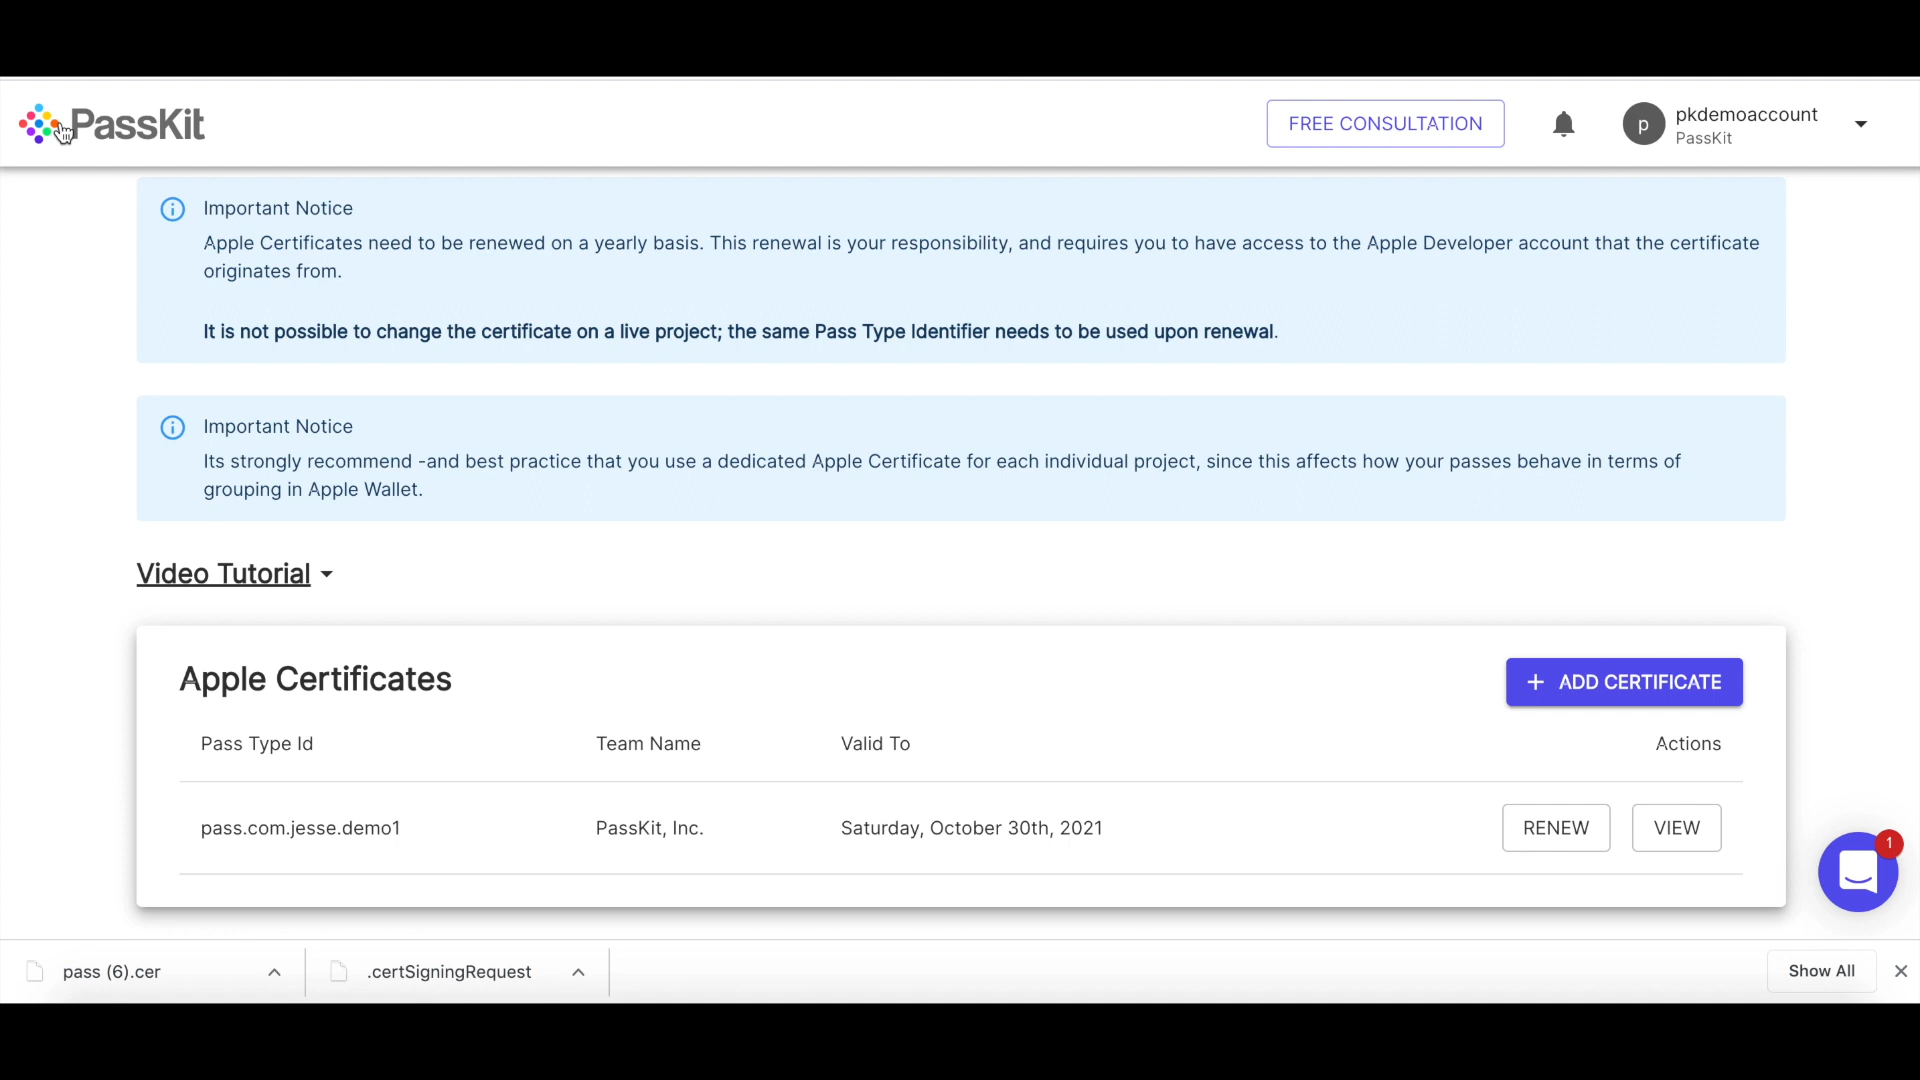 PassKit
FREE CONSULTATION
p
pkdemoaccount
PassKit
Important Notice
Apple Certificates need to be renewed on a yearly basis. This renewal is your responsibility, and requires you to have access to the Apple Developer account that the certificate
originates from.
It is not possible to change the certificate on a live project; the same Pass Type Identifier needs to be used upon renewal.
Important Notice
Its strongly recommend -and best practice that you use a dedicated Apple Certificate for each individual project, since this affects how your passes behave in terms of
grouping in Apple Wallet.
Video Tutorial
Apple Certificates
+ ADD CERTIFICATE
Pass Type Id Team Name Valid To Actions
pass.com.jesse.demo1 PassKit, Inc. Saturday, October 30th, 2021 RENEW VIEW
1
pass (6).cer .certSigningRequest Show All